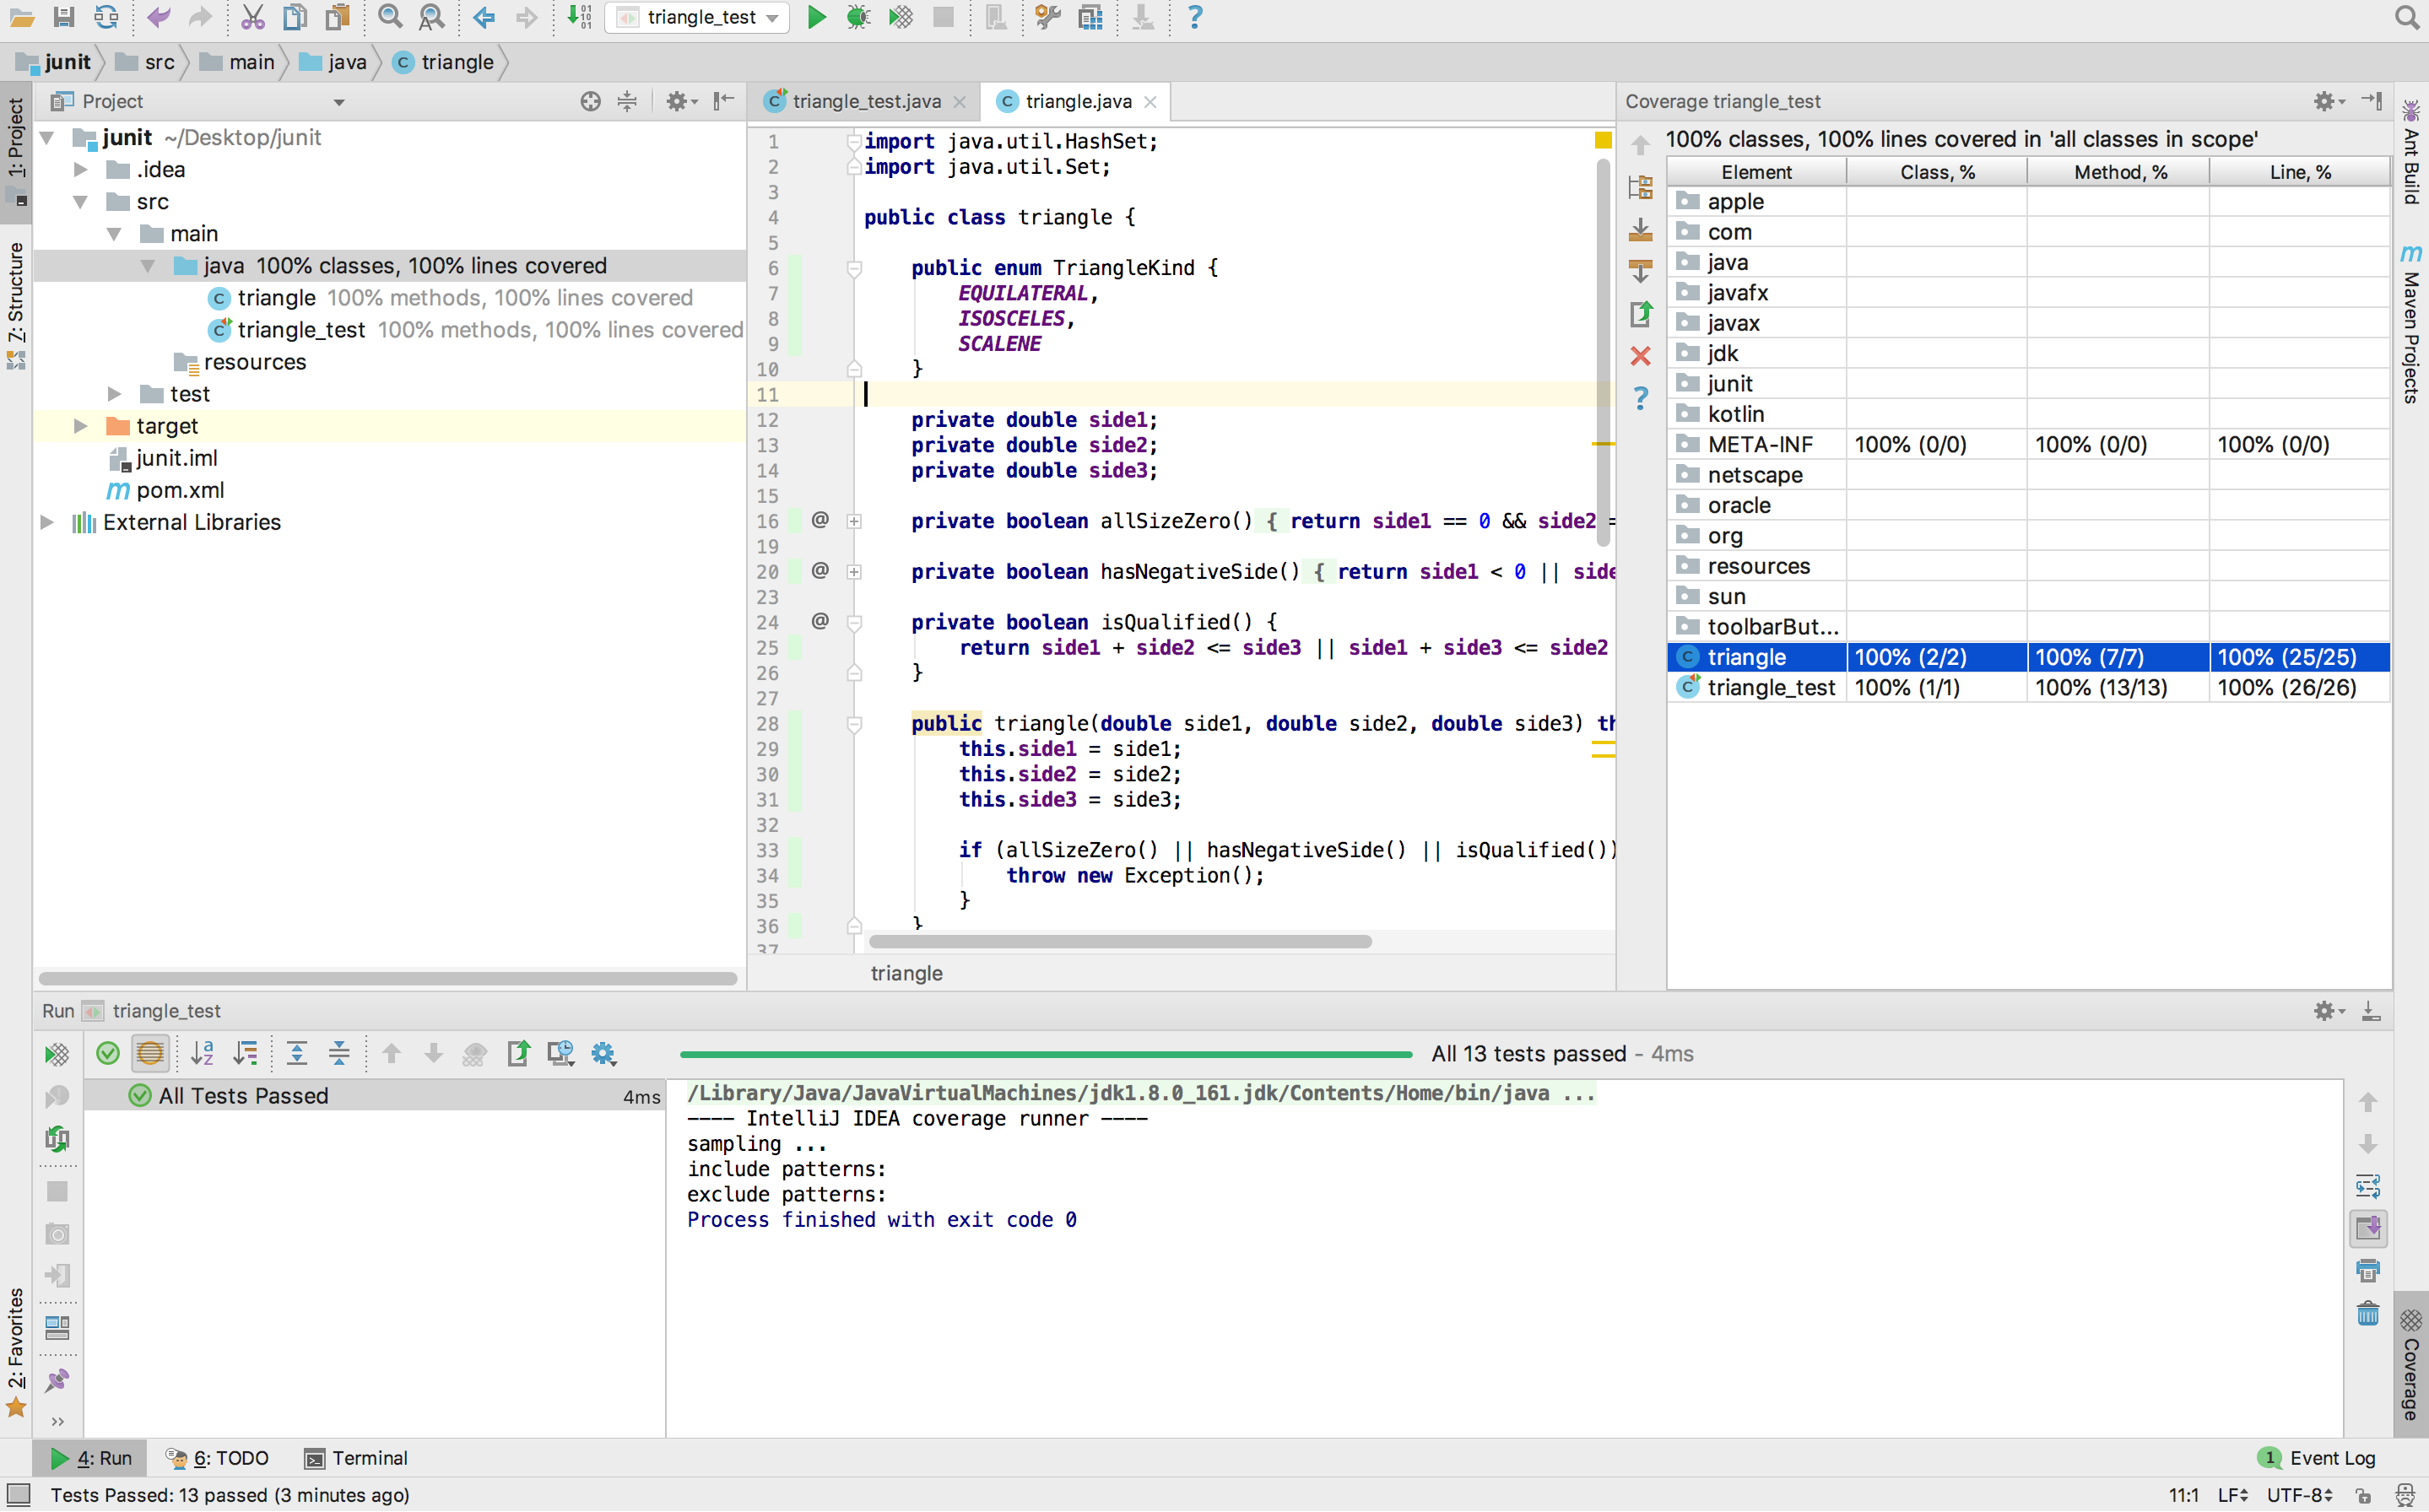 triangle_test
junit
src
main
java
triangle
1: Project
Z: Structure
2: Favorites
Project
junit ~/Desktop/junit
.idea
src
main
java 100% classes, 100% lines covered
triangle 100% methods, 100% lines covered
triangle_test 100% methods, 100% lines covered
resources
test
target
junit.iml
pom.xml
External Libraries
triangle_test.java
triangle.java
1 import java.util.HashSet;
2 import java.util.Set;
3
4 public class triangle {
5
6 public enum TriangleKind {
7 EQUILATERAL,
8 ISOSCELES,
9 SCALENE
10 }
11
12 private double side1;
13 private double side2;
14 private double side3;
15
16 @ private boolean allSizeZero() { return side1 == 0 && side2 =
19
20 @ private boolean hasNegativeSide() { return side1 < 0 || side
23
24 @ private boolean isQualified() {
25 return side1 + side2 <= side3 || side1 + side3 <= side2
26 }
27
28 public triangle(double side1, double side2, double side3) th
29 this.side1 = side1;
30 this.side2 = side2;
31 this.side3 = side3;
32
33 if (allSizeZero() || hasNegativeSide() || isQualified())
34 throw new Exception();
35 }
36 }
37
triangle
Coverage triangle_test
100% classes, 100% lines covered in 'all classes in scope'
Element Class, % Method, % Line, %
apple
com
java
javafx
javax
jdk
junit
kotlin
META-INF 100% (0/0) 100% (0/0) 100% (0/0)
netscape
oracle
org
resources
sun
toolbarBut...
triangle 100% (2/2) 100% (7/7) 100% (25/25)
triangle_test 100% (1/1) 100% (13/13) 100% (26/26)
Ant Build
Maven Projects
Coverage
Run triangle_test
All 13 tests passed – 4ms
All Tests Passed 4ms
/Library/Java/JavaVirtualMachines/jdk1.8.0_161.jdk/Contents/Home/bin/java ...
---- IntelliJ IDEA coverage runner ----
sampling ...
include patterns:
exclude patterns:
Process finished with exit code 0
4: Run
6: TODO
Terminal
1 Event Log
Tests Passed: 13 passed (3 minutes ago)
11:1 LF UTF-8